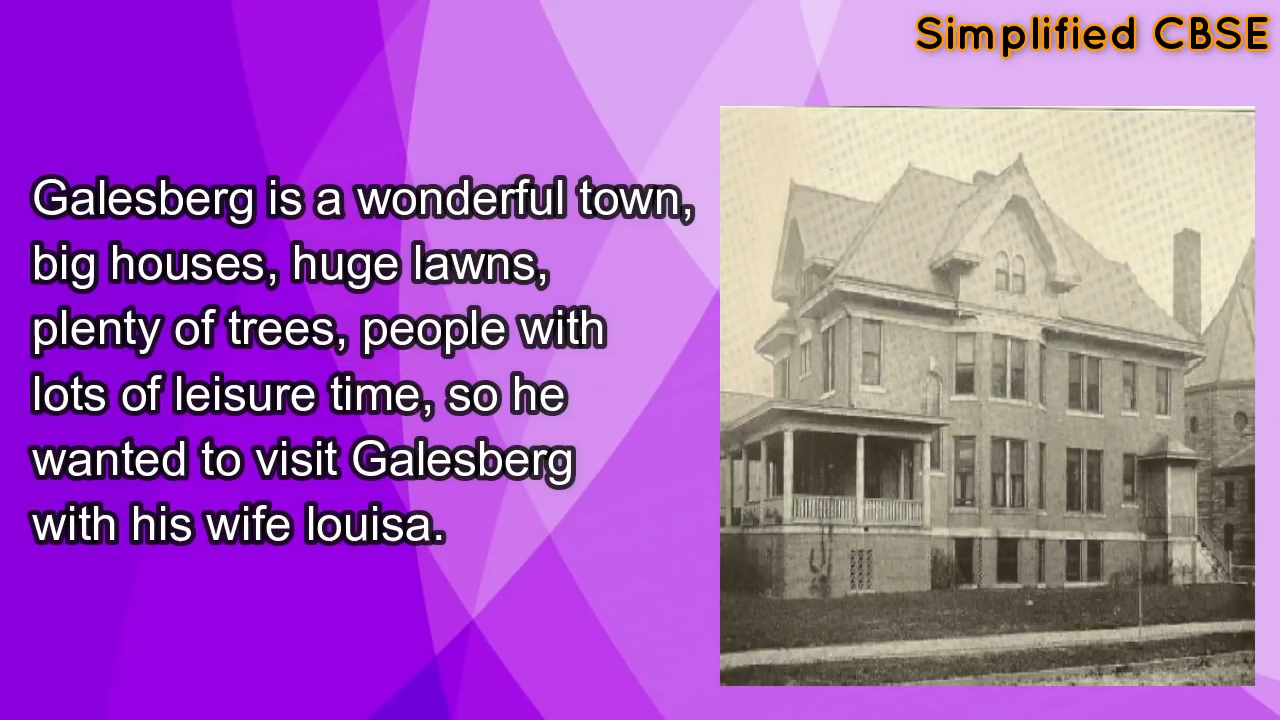 Simplified CBSE
Galesberg is a wonderful town,
big houses, huge lawns,
plenty of trees, people with
lots of leisure time, so he
wanted to visit Galesberg
with his wife louisa.